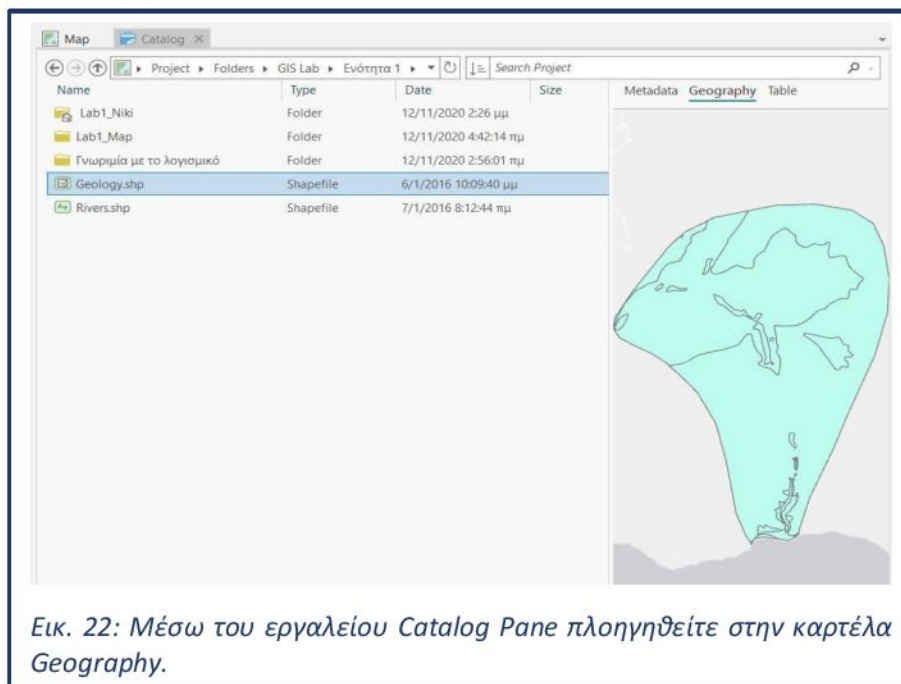 Map Catalog
Project Folders GIS Lab Ενότητα 1 Search Project
Name Type Date Size Metadata Geography Table
Lab1_Niki Folder 12/11/2020 2:26 μμ
Lab1_Map Folder 12/11/2020 4:42:14 πμ
Γνωριμία με το λογισμικό Folder 12/11/2020 2:56:01 πμ
Geology.shp Shapefile 6/1/2016 10:09:40 μμ
Rivers.shp Shapefile 7/1/2016 8:12:44 πμ
Εικ. 22: Μέσω του εργαλείου Catalog Pane πλοηγηθείτε στην καρτέλα
Geography.